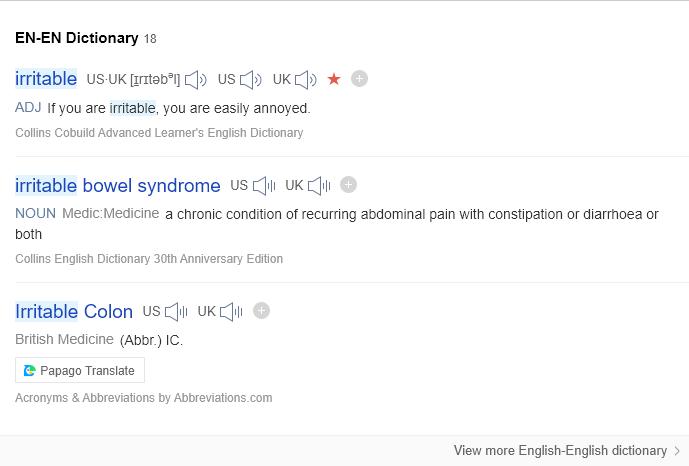 EN-EN Dictionary 18
irritable US·UK [ɪrɪtəbᵊl] US UK
ADJ If you are irritable, you are easily annoyed.
Collins Cobuild Advanced Learner's English Dictionary
irritable bowel syndrome US UK
NOUN Medic:Medicine a chronic condition of recurring abdominal pain with constipation or diarrhoea or
both
Collins English Dictionary 30th Anniversary Edition
Irritable Colon US UK
British Medicine (Abbr.) IC.
Papago Translate
Acronyms & Abbreviations by Abbreviations.com
View more English-English dictionary